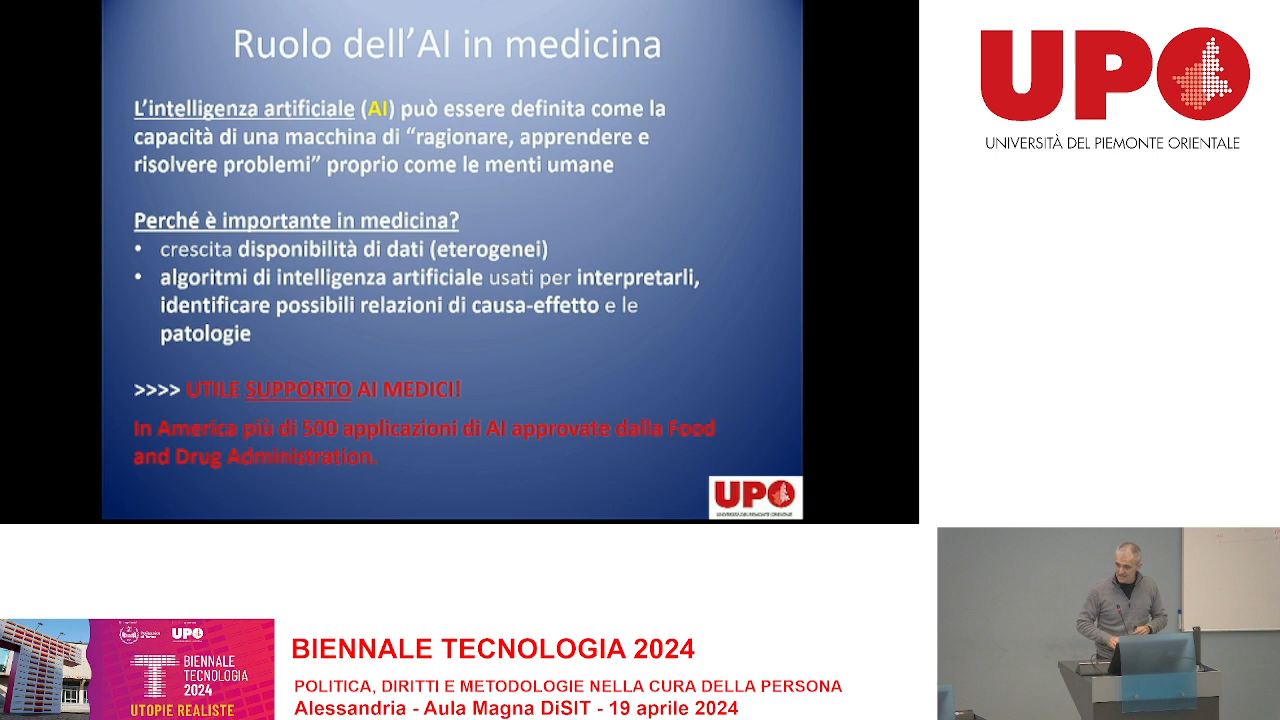 Ruolo dell'AI in medicina
L'intelligenza artificiale (AI) può essere definita come la
capacità di una macchina di "ragionare, apprendere e
risolvere problemi" proprio come le menti umane
Perché è importante in medicina?
• crescita disponibilità di dati (eterogenei)
• algoritmi di intelligenza artificiale usati per interpretarli,
identificare possibili relazioni di causa-effetto e le
patologie
>>>> UTILE SUPPORTO AI MEDICI!
In America più di 500 applicazioni di AI approvate dalla Food
and Drug Administration.
UPO
UNIVERSITÀ DEL PIEMONTE ORIENTALE
UPO
UNIVERSITÀ DEL PIEMONTE ORIENTALE
UPO
T
BIENNALE
TECNOLOGIA
2024
UTOPIE REALISTE
BIENNALE TECNOLOGIA 2024
POLITICA, DIRITTI E METODOLOGIE NELLA CURA DELLA PERSONA
Alessandria - Aula Magna DiSIT - 19 aprile 2024